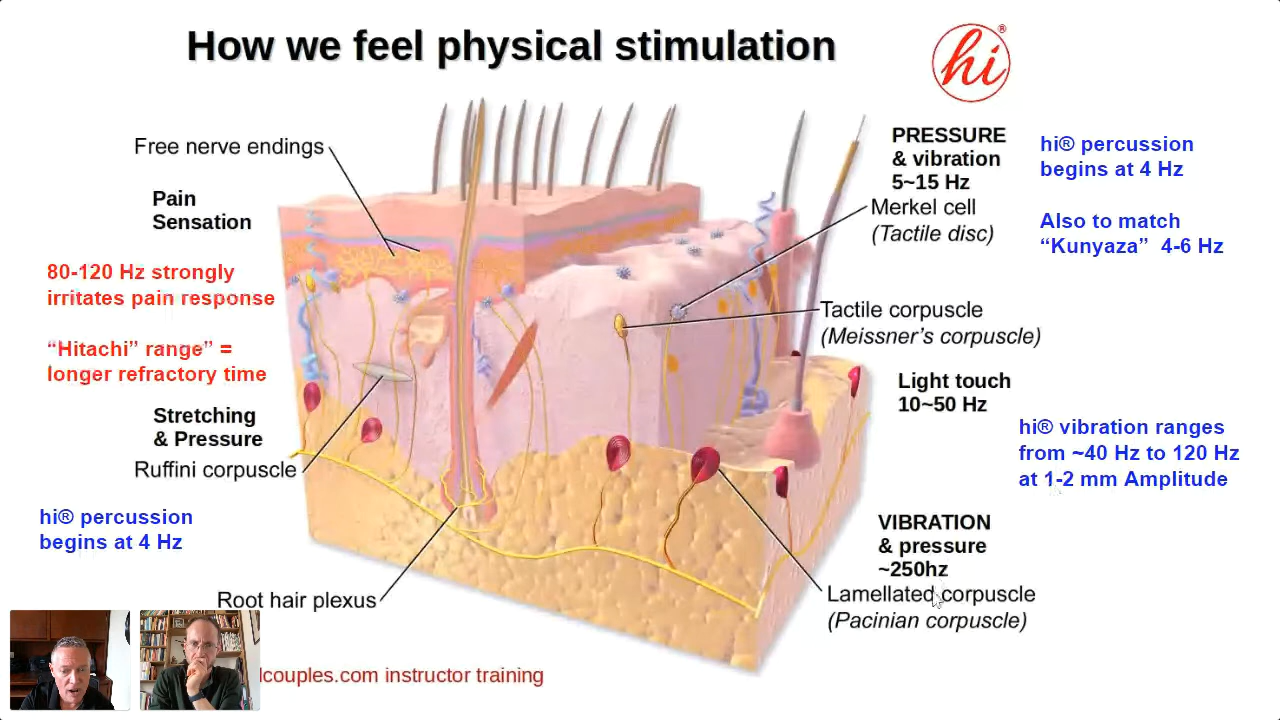 How we feel physical stimulation
hi®
Free nerve endings
Pain
Sensation
80-120 Hz strongly
irritates pain response
“Hitachi” range” =
longer refractory time
Stretching
& Pressure
Ruffini corpuscle
hi® percussion
begins at 4 Hz
Root hair plexus
PRESSURE
& vibration
5~15 Hz
Merkel cell
(Tactile disc)
hi® percussion
begins at 4 Hz
Also to match
“Kunyaza” 4-6 Hz
Tactile corpuscle
(Meissner’s corpuscle)
Light touch
10~50 Hz
hi® vibration ranges
from ~40 Hz to 120 Hz
at 1-2 mm Amplitude
VIBRATION
& pressure
~250hz
Lamellated corpuscle
(Pacinian corpuscle)
lcouples.com instructor training